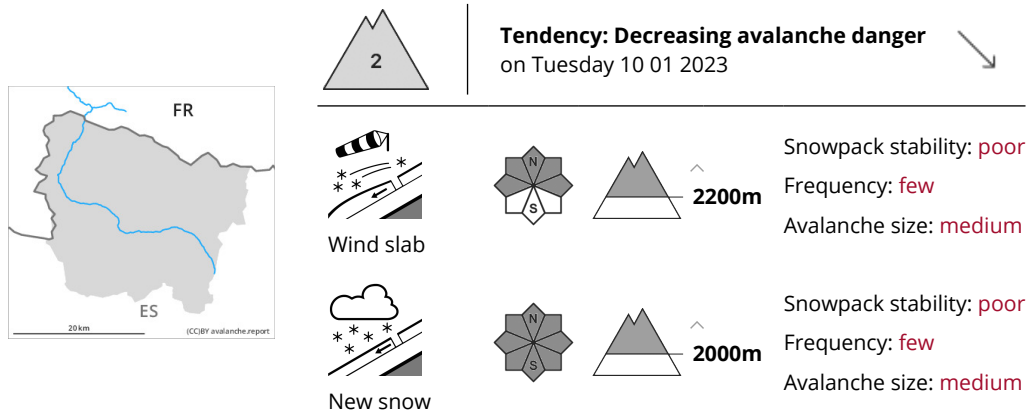 2
Tendency: Decreasing avalanche danger
on Tuesday 10 01 2023
FR
ES
20 km
(CC)BY avalanche.report
Wind slab
N
S
2200m
Snowpack stability: poor
Frequency: few
Avalanche size: medium
New snow
N
S
2000m
Snowpack stability: poor
Frequency: few
Avalanche size: medium